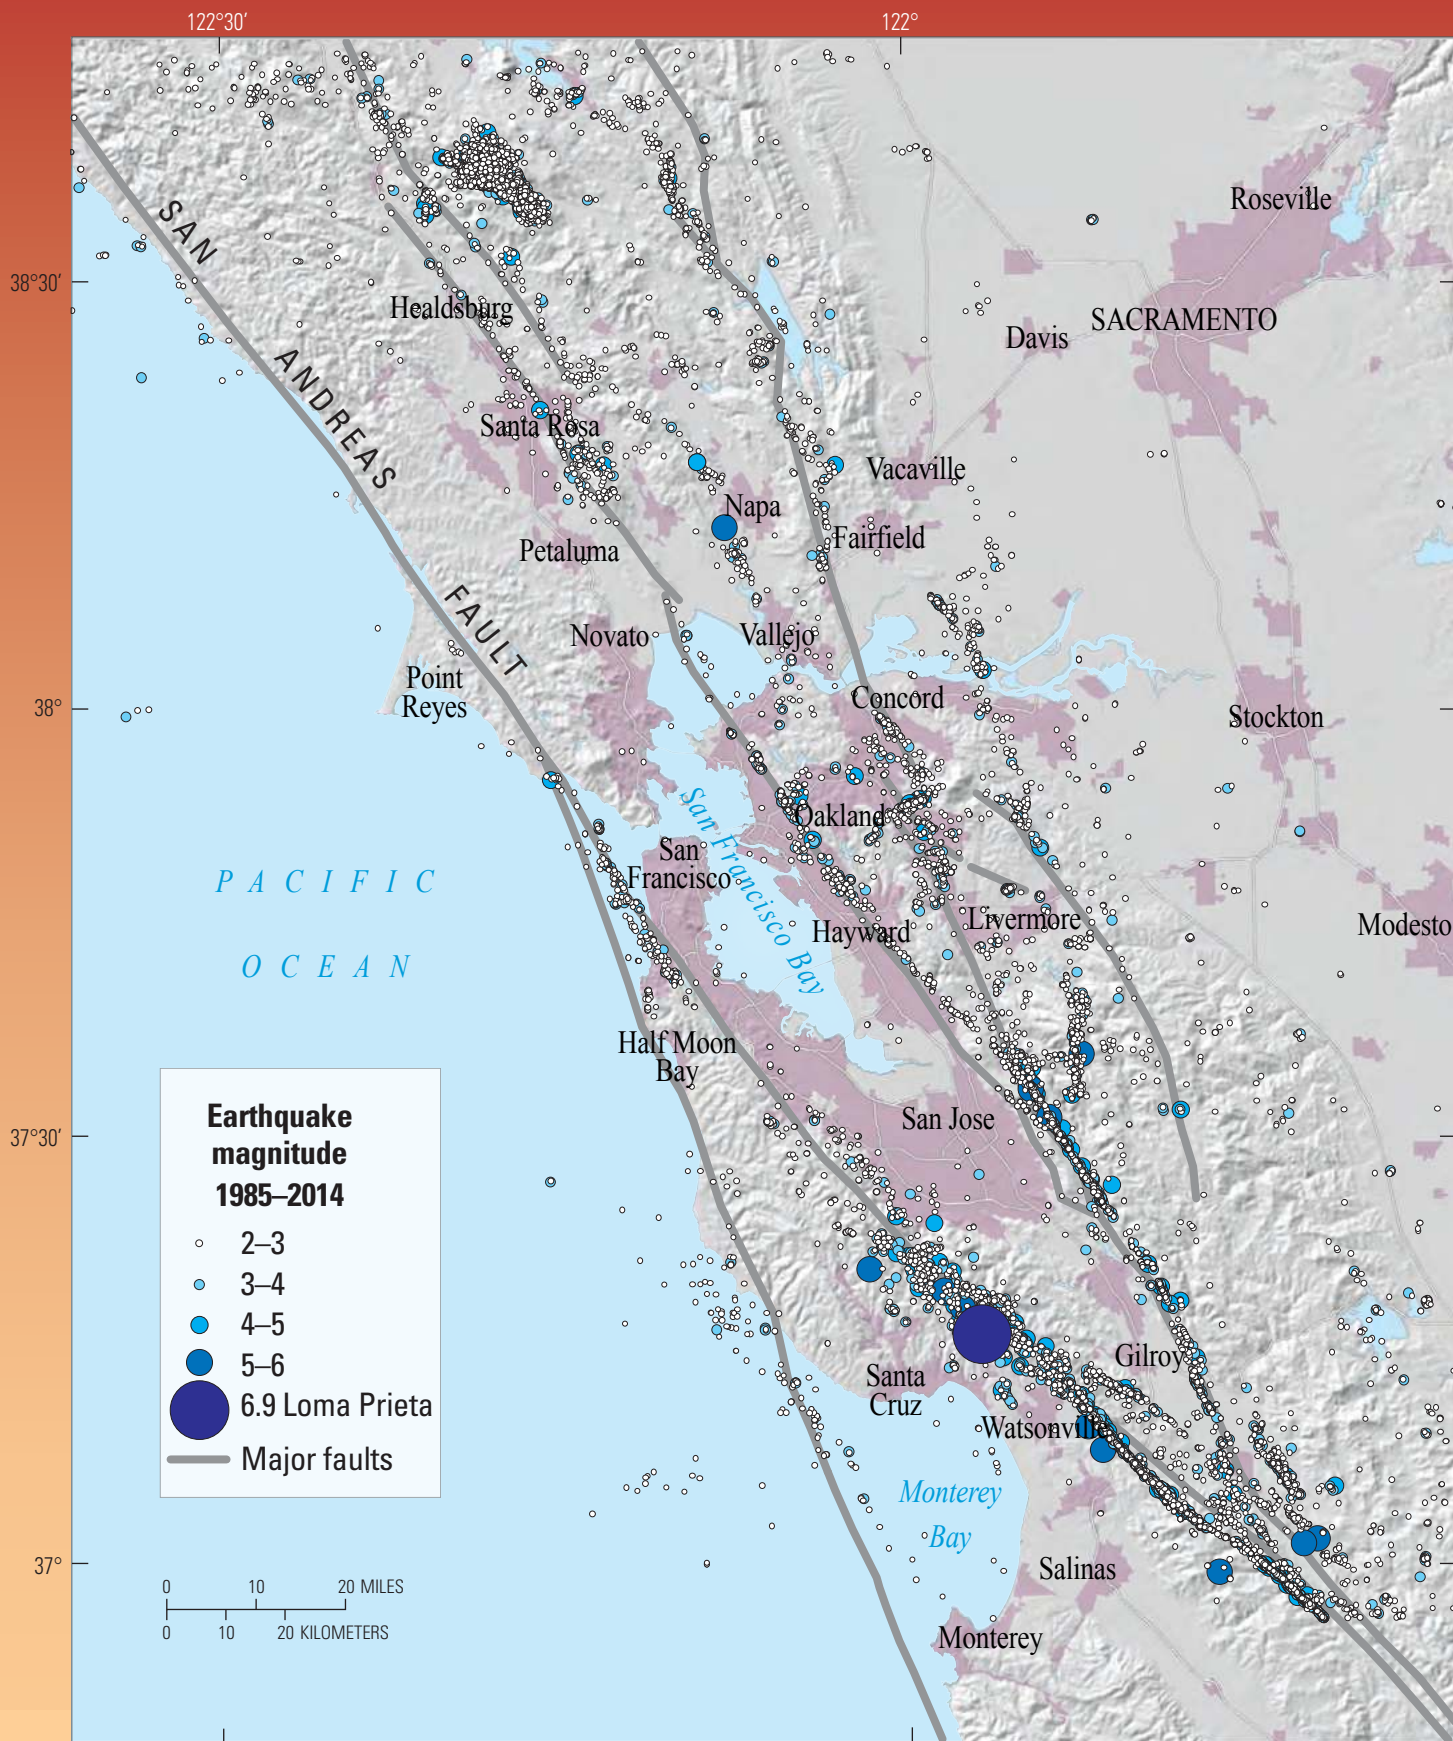 122°30′
122°
Roseville
SAN
38°30′
Healdsburg
SACRAMENTO
Davis
ANDREAS
Santa Rosa
Vacaville
Napa
Fairfield
Petaluma
FAULT
Novato
Vallejo
Point
Reyes
Concord
38°
Stockton
Oakland
San
Francisco
San Francisco Bay
PACIFIC
OCEAN
Livermore
Modesto
Hayward
Half Moon
Bay
San Jose
37°30′
Earthquake
magnitude
1985–2014
2–3
3–4
4–5
5–6
6.9 Loma Prieta
Major faults
Gilroy
Santa
Cruz
Watsonville
Monterey
Bay
37°
Salinas
Monterey
0 10 20 MILES
0 10 20 KILOMETERS